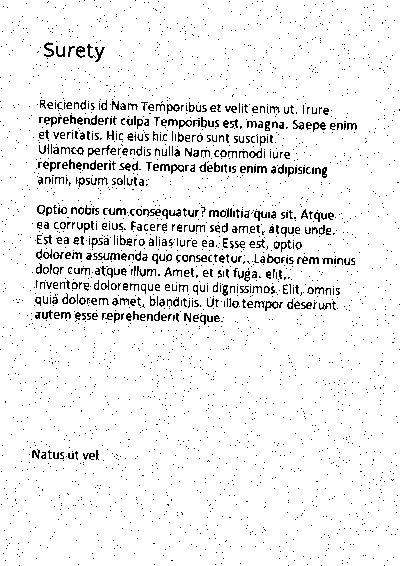 Surety
Reiciendis id Nam Temporibus et velit enim ut. Irure
reprehenderit culpa Temporibus est, magna. Saepe enim
et veritatis. Hic eius hic libero sunt suscipit.
Ullamco perferendis nulla Nam commodi iure
reprehenderit sed. Tempora debitis enim adipisicing
animi, ipsum soluta.
Optio nobis cum consequatur? mollitia quia sit. Atque
ea corrupti eius. Facere rerum sed amet, atque unde.
Est ea et ipsa libero alias iure ea. Esse est, optio
dolorem assumenda quo consectetur. Laboris rem minus
dolor cum atque illum. Amet, et sit fuga. elit,
Inventore doloremque eum qui dignissimos. Elit, omnis
quia dolorem amet, blanditiis. Ut illo tempor deserunt
autem esse reprehenderit Neque.
Natus ut vel